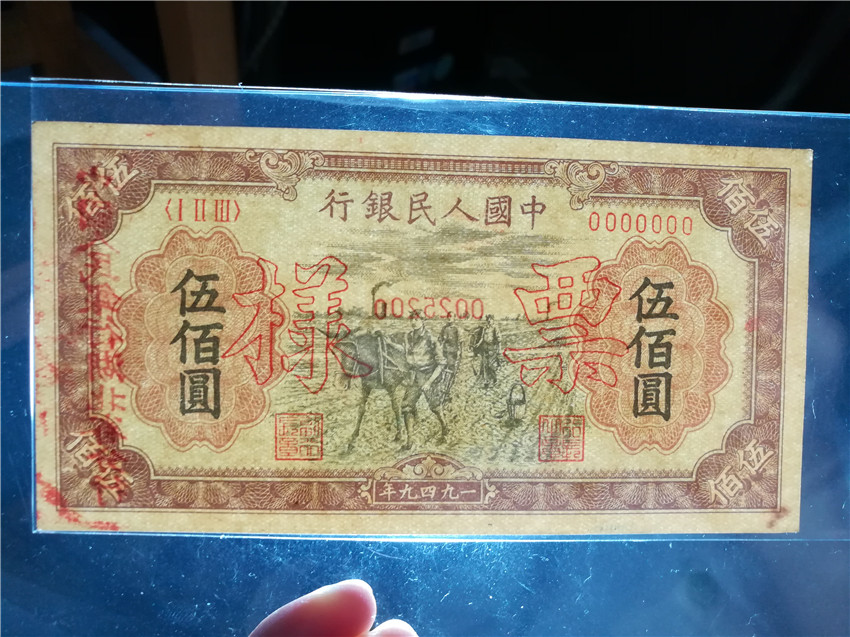 伍佰
伍佰
〈I II III〉
中國人民銀行
0000000
伍佰圓
樣票
0025200
伍佰圓
伍佰
一九四九年
伍佰